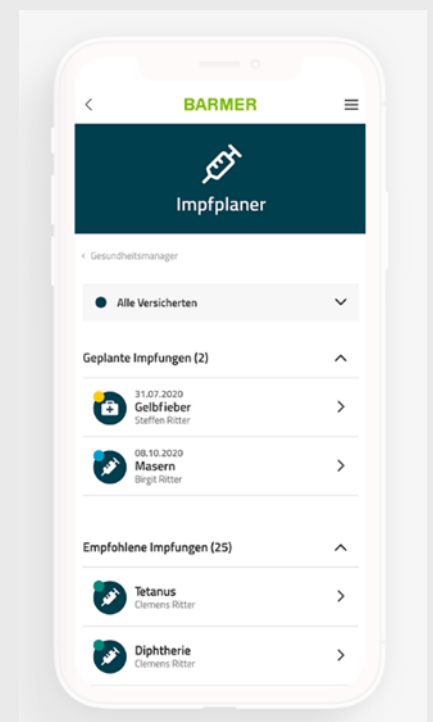 BARMER
Impfplaner
Gesundheitsmanager
Alle Versicherten
Geplante Impfungen (2)
31.07.2020
Gelbfieber
Steffen Ritter
08.10.2020
Masern
Birgit Ritter
Empfohlene Impfungen (25)
Tetanus
Clemens Ritter
Diphtherie
Clemens Ritter